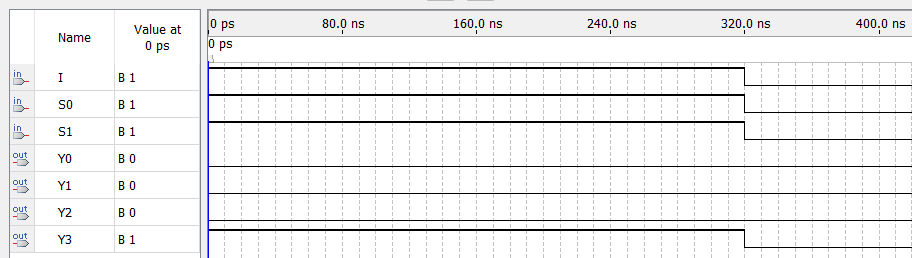 Name Value at 0 ps
0 ps 80.0 ns 160.0 ns 240.0 ns 320.0 ns 400.0 ns
0 ps
in I B 1
in S0 B 1
in S1 B 1
out Y0 B 0
out Y1 B 0
out Y2 B 0
out Y3 B 1